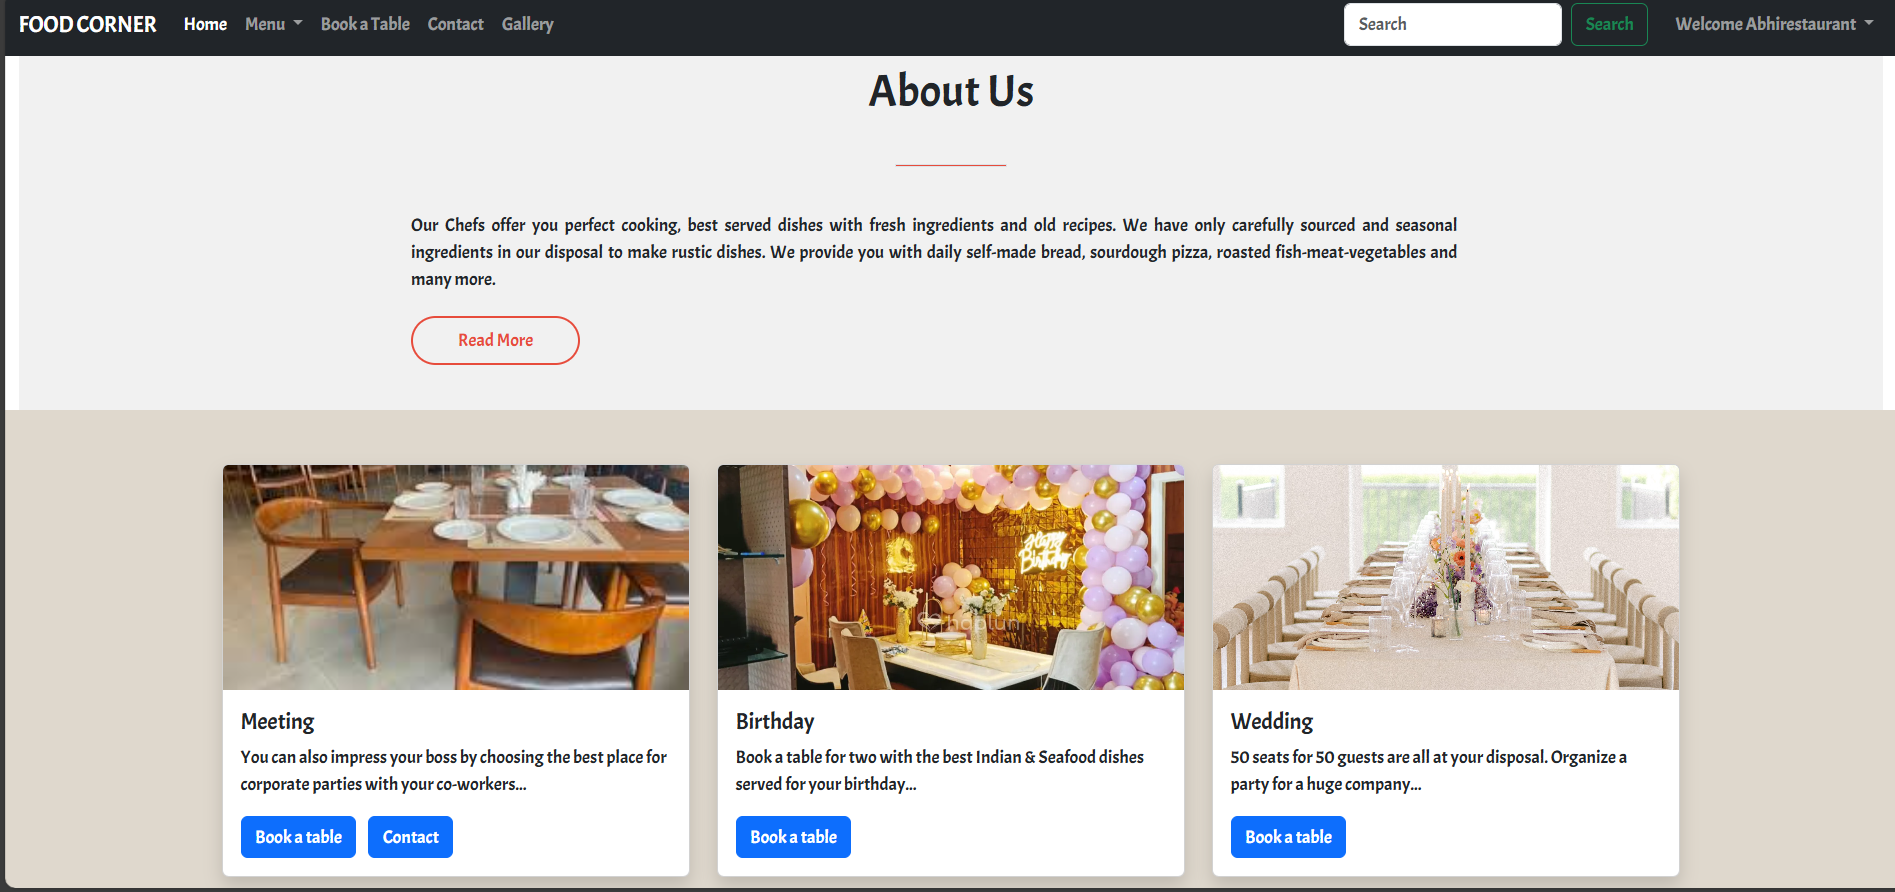 FOOD CORNER Home Menu Book a Table Contact Gallery Search Search Welcome Abhirestaurant
About Us
Our Chefs offer you perfect cooking, best served dishes with fresh ingredients and old recipes. We have only carefully sourced and seasonal
ingredients in our disposal to make rustic dishes. We provide you with daily self-made bread, sourdough pizza, roasted fish-meat-vegetables and
many more.
Read More
Happy
Birthday
Meeting
You can also impress your boss by choosing the best place for
corporate parties with your co-workers...
Book a table Contact
Birthday
Book a table for two with the best Indian & Seafood dishes
served for your birthday...
Book a table
Wedding
50 seats for 50 guests are all at your disposal. Organize a
party for a huge company...
Book a table